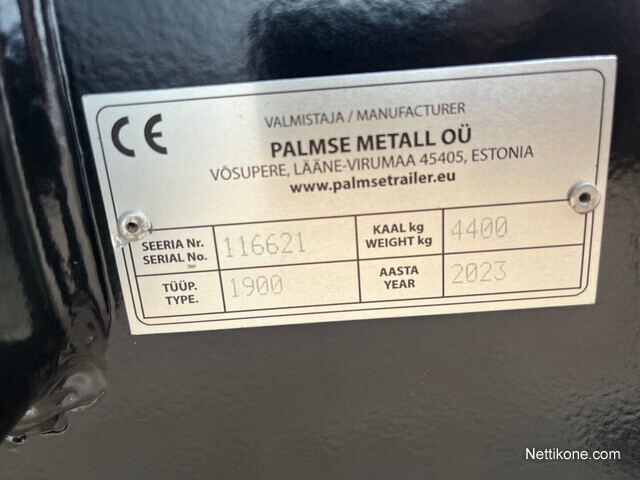 CE
VALMISTAJA / MANUFACTURER
PALMSE METALL OÜ
VÕSUPERE, LÄÄNE-VIRUMAA 45405, ESTONIA
www.palmsetrailer.eu
SEERIA Nr.
SERIAL No.
116621
KAAL kg
WEIGHT kg
4400
TÜÜP.
TYPE.
1900
AASTA
YEAR
2023
Nettikone.com